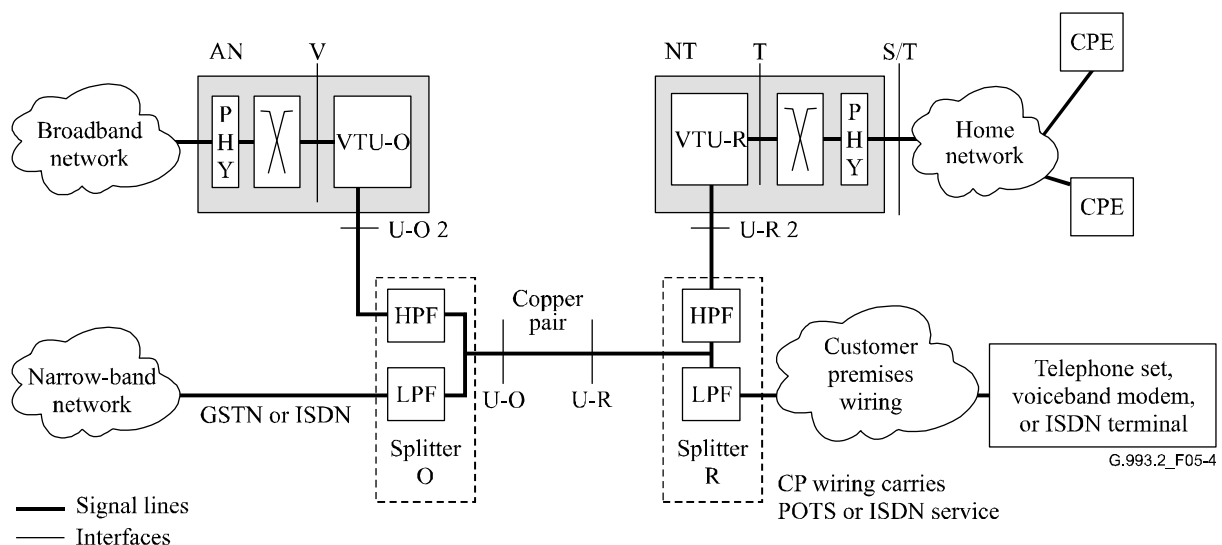 AN
V
NT
T
S/T
CPE
Broadband
network
P
H
Y
VTU-O
VTU-R
P
H
Y
Home
network
CPE
U-O 2
U-R 2
HPF
Copper
pair
HPF
Narrow-band
network
GSTN or ISDN
LPF
U-O
U-R
LPF
Customer
premises
wiring
Telephone set,
voiceband modem,
or ISDN terminal
G.993.2_F05-4
Splitter
O
Splitter
R
CP wiring carries
POTS or ISDN service
Signal lines
Interfaces